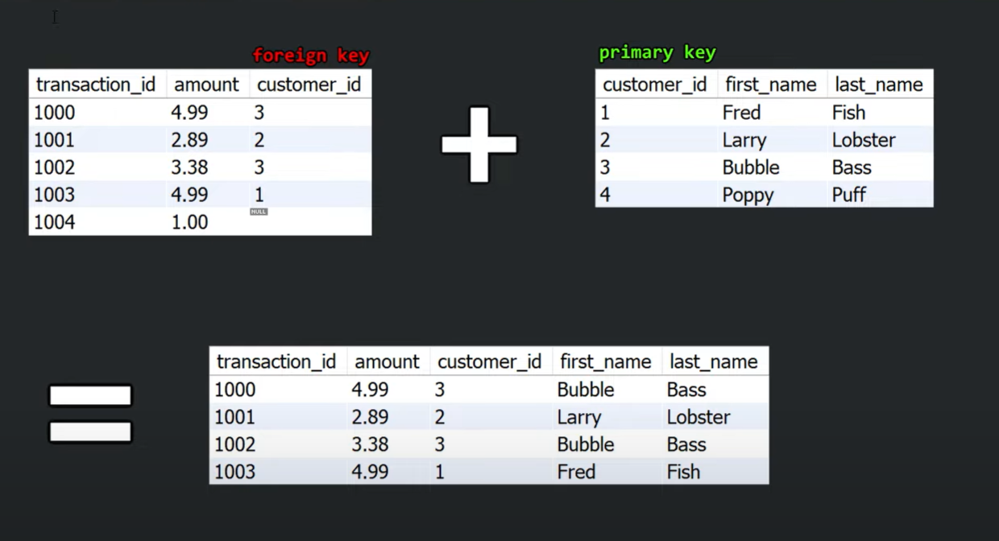 foreign key
transaction_id amount customer_id
1000 4.99 3
1001 2.89 2
1002 3.38 3
1003 4.99 1
NULL
1004 1.00
primary key
customer_id first_name last_name
1 Fred Fish
2 Larry Lobster
3 Bubble Bass
4 Poppy Puff
transaction_id amount customer_id first_name last_name
1000 4.99 3 Bubble Bass
1001 2.89 2 Larry Lobster
1002 3.38 3 Bubble Bass
1003 4.99 1 Fred Fish